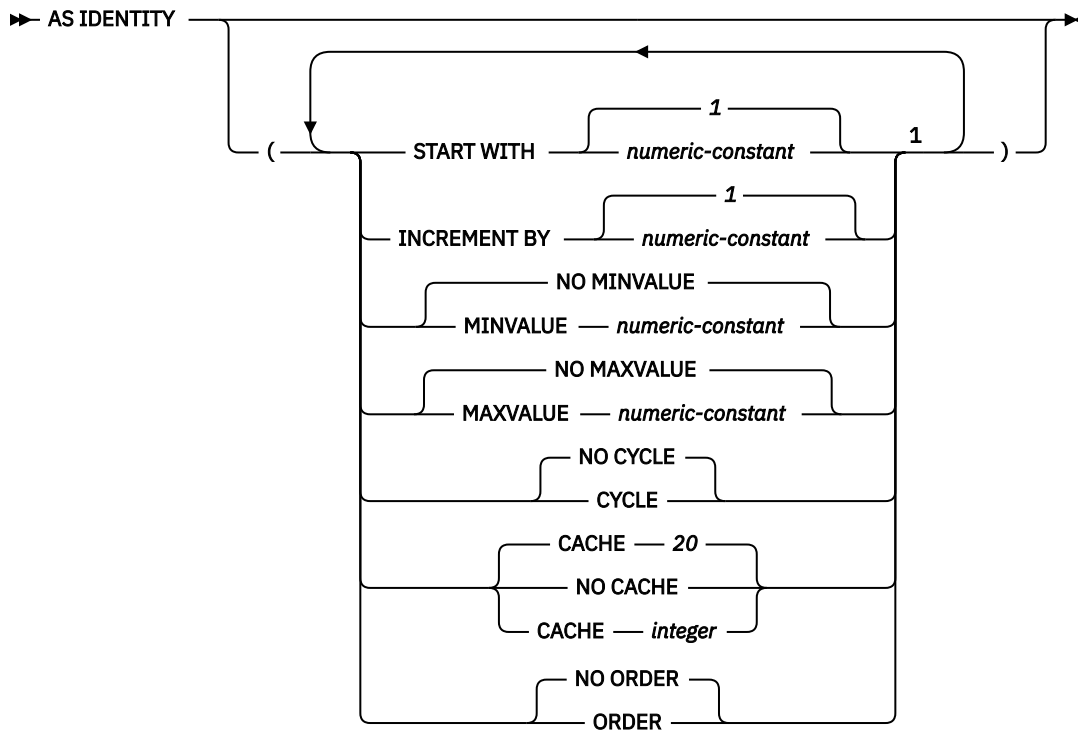 AS IDENTITY
1
( START WITH numeric-constant 1 )
1
INCREMENT BY numeric-constant
NO MINVALUE
MINVALUE numeric-constant
NO MAXVALUE
MAXVALUE numeric-constant
NO CYCLE
CYCLE
CACHE 20
NO CACHE
CACHE integer
NO ORDER
ORDER